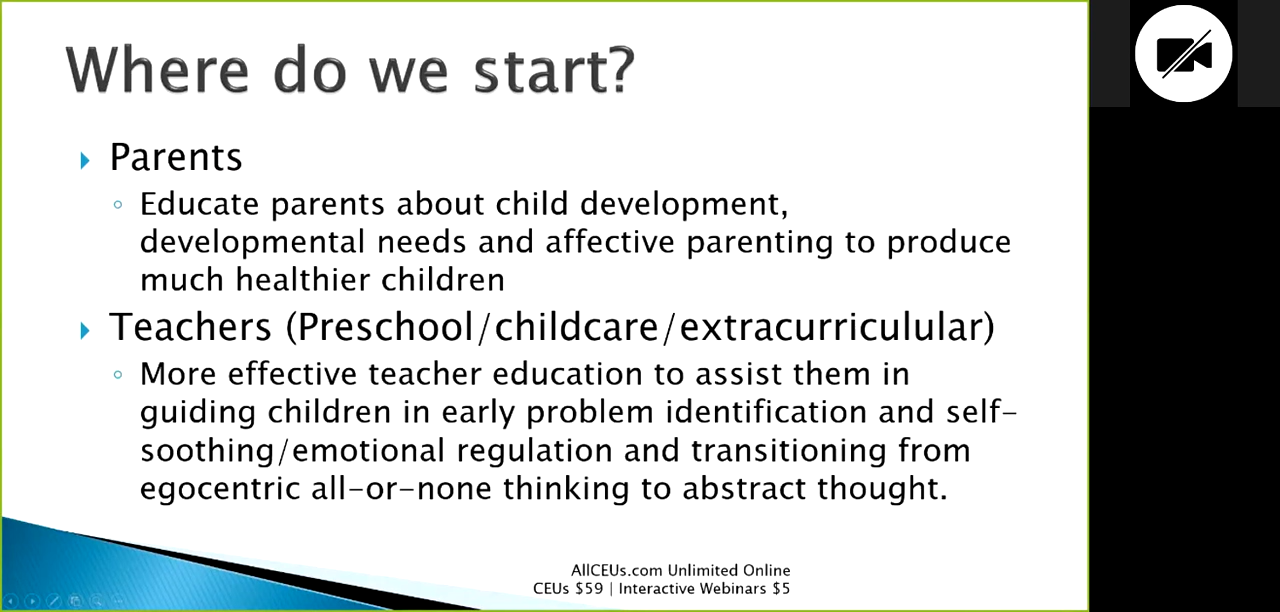 Where do we start?
Parents
Educate parents about child development,
developmental needs and affective parenting to produce
much healthier children
Teachers (Preschool/childcare/extracurriculular)
More effective teacher education to assist them in
guiding children in early problem identification and self-
soothing/emotional regulation and transitioning from
egocentric all-or-none thinking to abstract thought.
AllCEUs.com Unlimited Online
CEUs $59 | Interactive Webinars $5